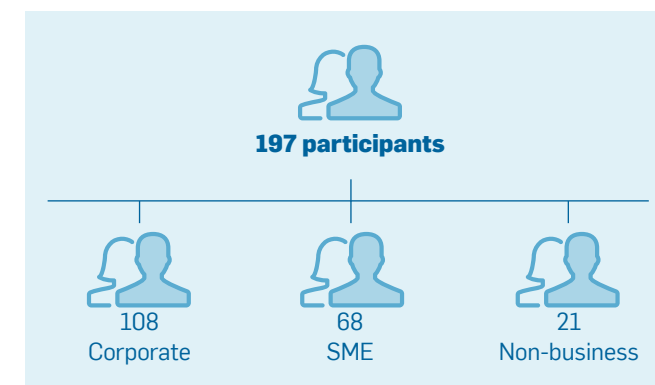 197 participants
108
Corporate
68
SME
21
Non-business